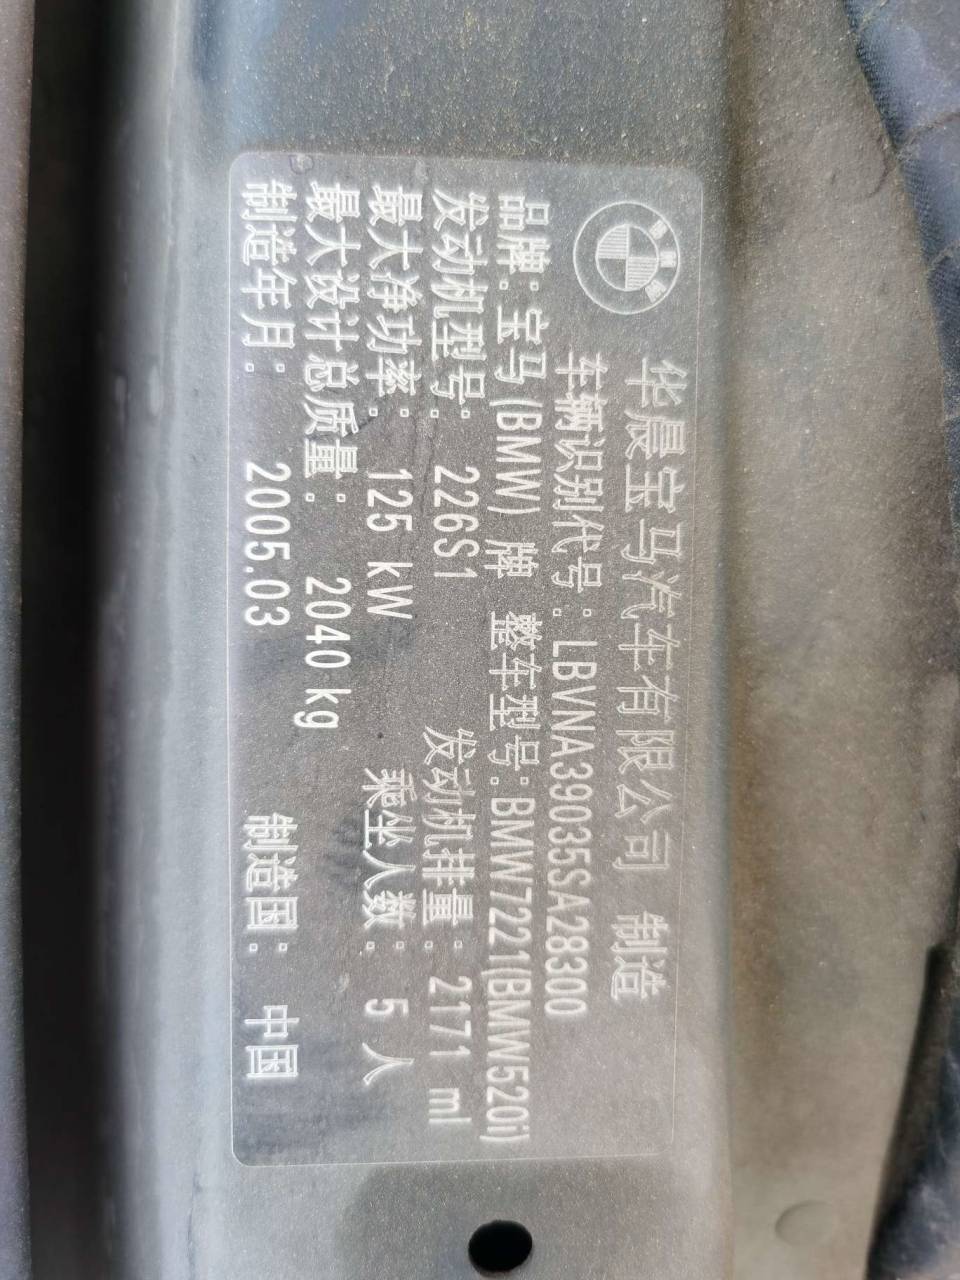 华晨宝马汽车有限公司 制造
车辆识别代号: LBVNA39035SA28300
品牌: 宝马(BMW) 牌 整车型号: BMW7221(BMW520i)
发动机型号: 226S1 发动机排量: 2171 ml
最大净功率: 125 kW 乘坐人数: 5 人
最大设计总质量: 2040 kg
制造年月: 2005.03 制造国: 中国